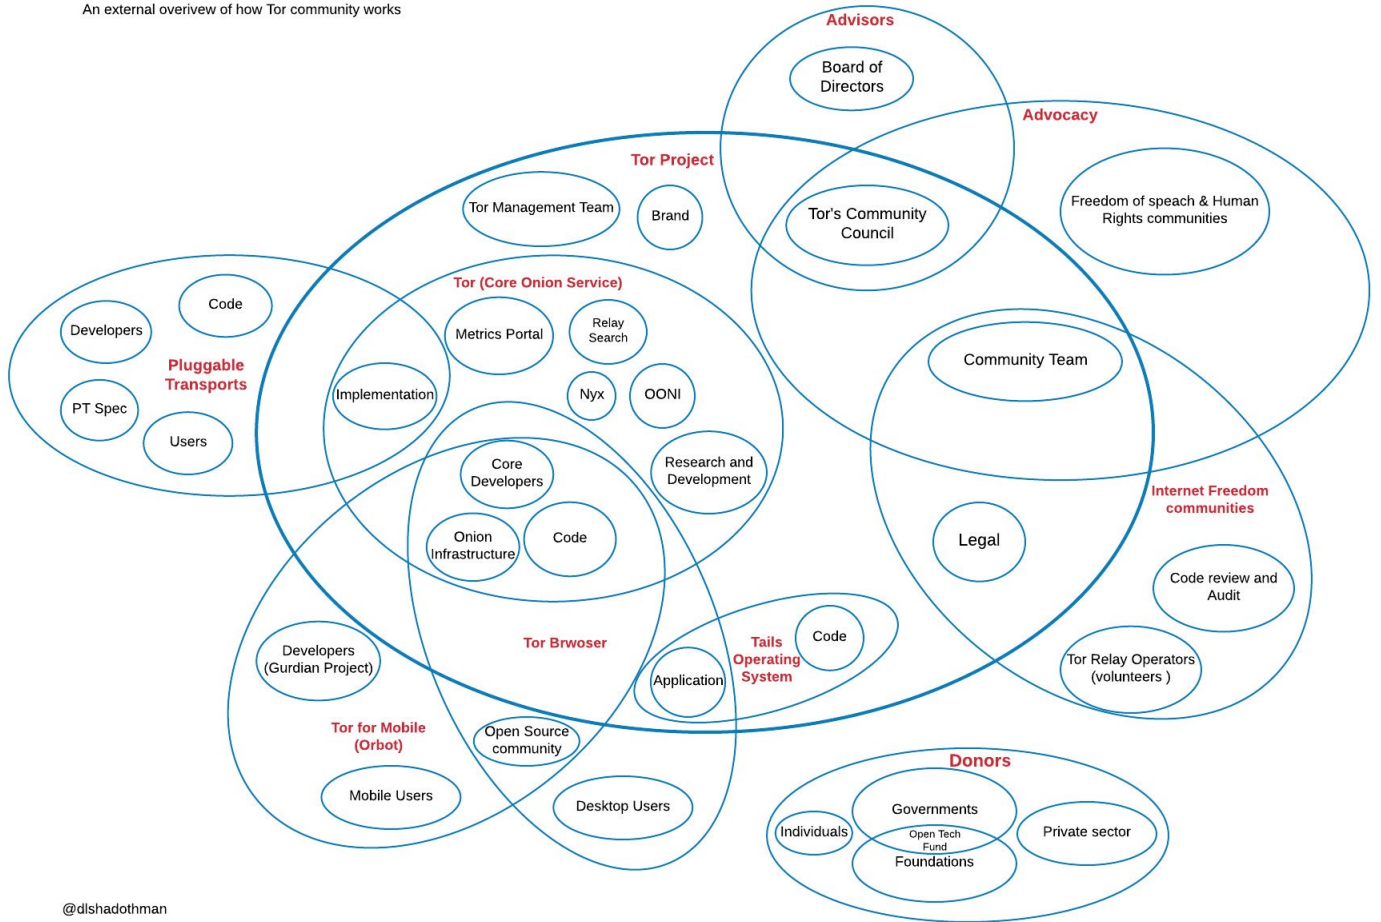 An external overivew of how Tor community works
Advisors
Board of
Directors
Advocacy
Tor Project
Tor Management Team
Brand
Tor's Community
Council
Freedom of speach & Human
Rights communities
Tor (Core Onion Service)
Metrics Portal
Relay
Search
Code
Developers
Pluggable
Transports
PT Spec
Users
Implementation
Nyx
OONI
Community Team
Core
Developers
Research and
Development
Onion
Infrastructure
Code
Internet Freedom
communities
Legal
Code review and
Audit
Tor Relay Operators
(volunteers )
Developers
(Gurdian Project)
Tor Brwoser
Tails
Operating
System
Code
Application
Tor for Mobile
(Orbot)
Open Source
community
Mobile Users
Desktop Users
Donors
Individuals
Governments
Open Tech
Fund
Foundations
Private sector
@dlshadothman